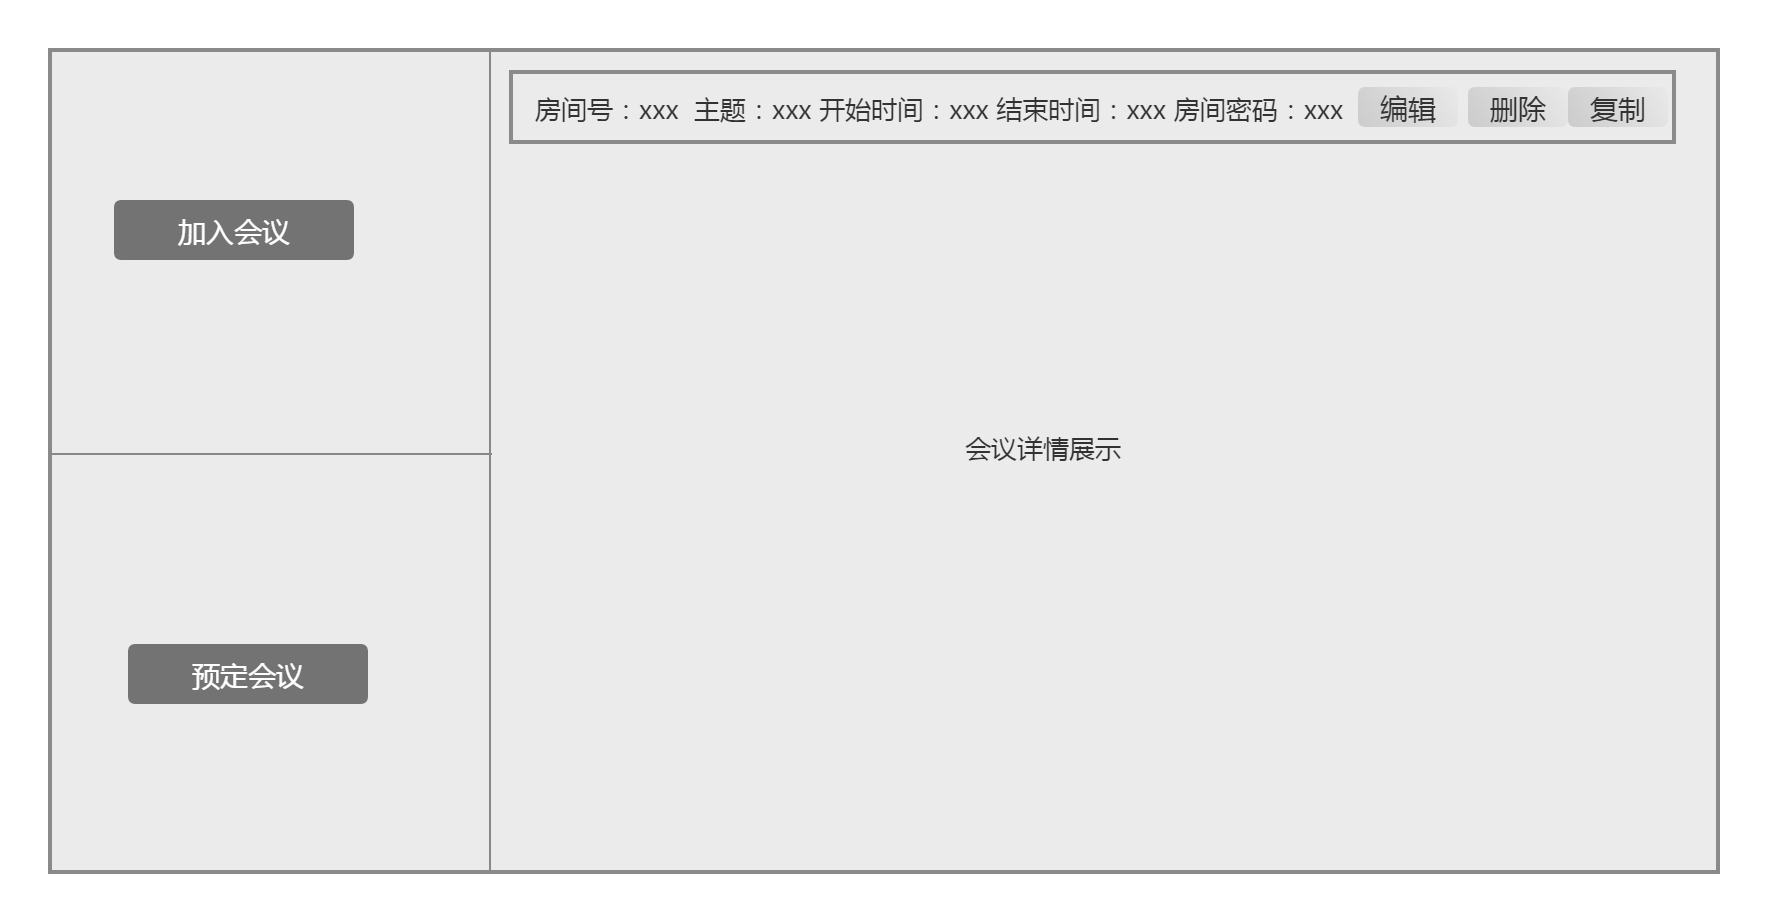 房间号：xxx 主题：xxx 开始时间：xxx 结束时间：xxx 房间密码：xxx 编辑 删除 复制
加入会议
会议详情展示
预定会议